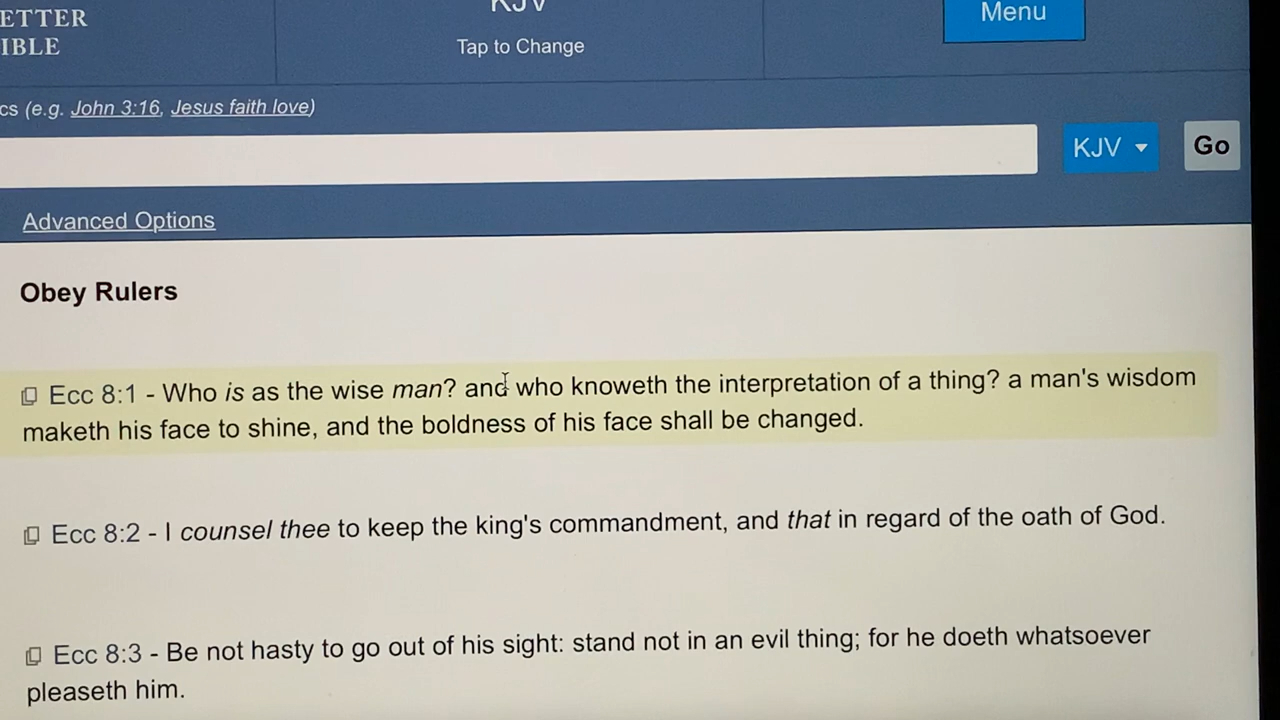 ETTER
IBLE
KJV
Tap to Change
Menu
cs (e.g. John 3:16, Jesus faith love)
KJV
Go
Advanced Options
Obey Rulers
Ecc 8:1 - Who is as the wise man? and who knoweth the interpretation of a thing? a man's wisdom
maketh his face to shine, and the boldness of his face shall be changed.
Ecc 8:2 - I counsel thee to keep the king's commandment, and that in regard of the oath of God.
Ecc 8:3 - Be not hasty to go out of his sight: stand not in an evil thing; for he doeth whatsoever
pleaseth him.